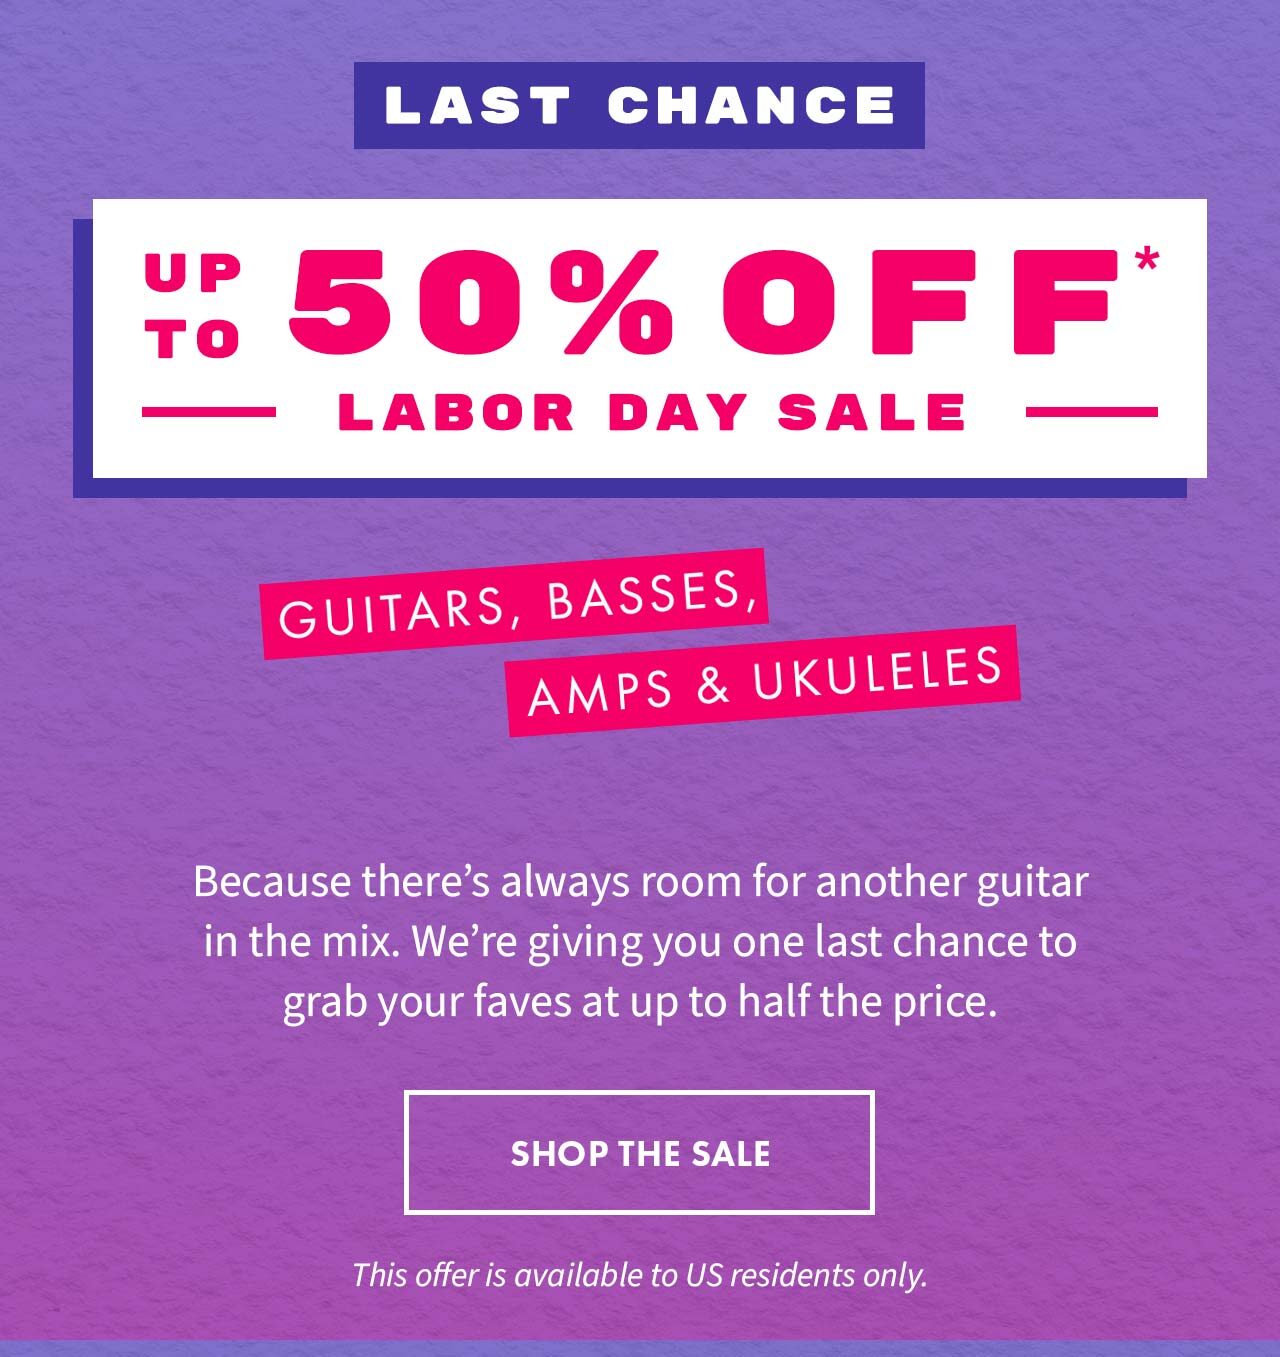 LAST CHANCE
UP TO 50% OFF*
LABOR DAY SALE
GUITARS, BASSES,
AMPS & UKULELES
Because there’s always room for another guitar
in the mix. We’re giving you one last chance to
grab your faves at up to half the price.
SHOP THE SALE
This offer is available to US residents only.